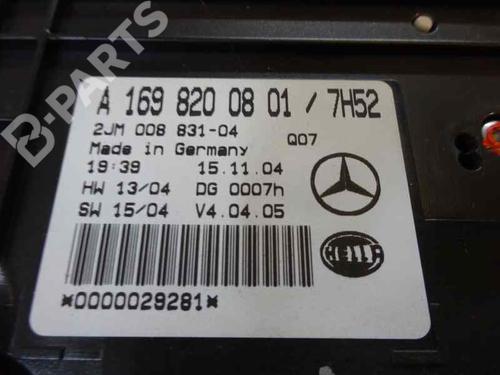 B-PARTS
A 169 820 08 01 / 7H52
2JM 008 831-04 Q07
Made in Germany
19:39 15.11.04
HW 13/04 DG 0007h
SW 15/04 V4.04.05
HELLA
*0000029281*